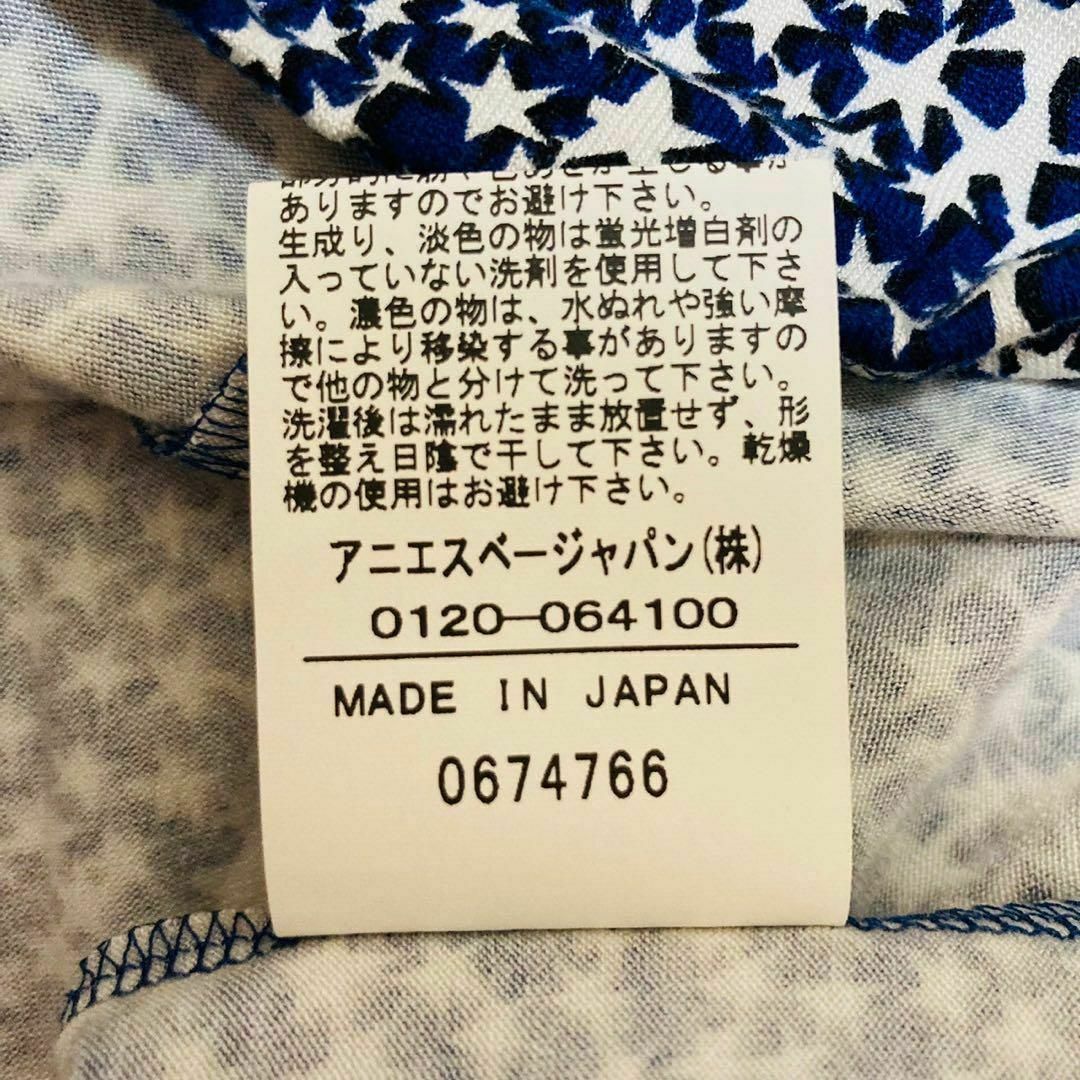 ありますのでお避け下さい。
生成り、淡色の物は蛍光増白剤の
入っていない洗剤を使用して下さ
い。濃色の物は、水ぬれや強い摩
擦により移染する事がありますの
で他の物と分けて洗って下さい。
洗濯後は濡れたまま放置せず、形
を整え日陰で干して下さい。乾燥
機の使用はお避け下さい。
アニエスベージャパン(株)
0120-064100
MADE IN JAPAN
0674766